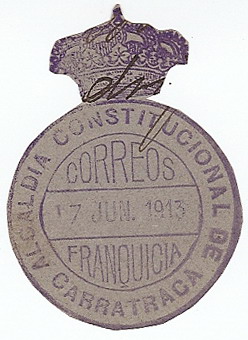 ALCALDIA CONSTITUCIONAL DE
CARRATRACA
CORREOS
17 JUN. 1913
FRANQUICIA